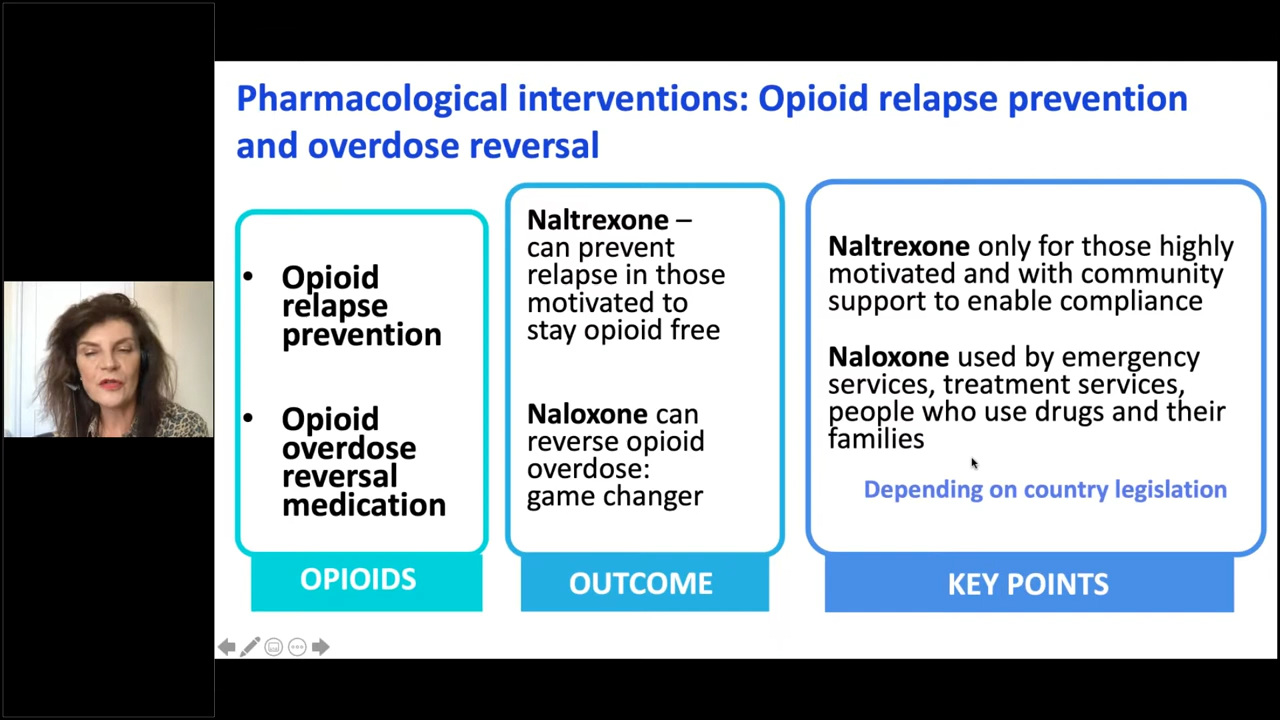 Pharmacological interventions: Opioid relapse prevention
and overdose reversal
• Opioid
relapse
prevention
• Opioid
overdose
reversal
medication
OPIOIDS
Naltrexone –
can prevent
relapse in those
motivated to
stay opioid free
Naloxone can
reverse opioid
overdose:
game changer
OUTCOME
Naltrexone only for those highly
motivated and with community
support to enable compliance
Naloxone used by emergency
services, treatment services,
people who use drugs and their
families
Depending on country legislation
KEY POINTS